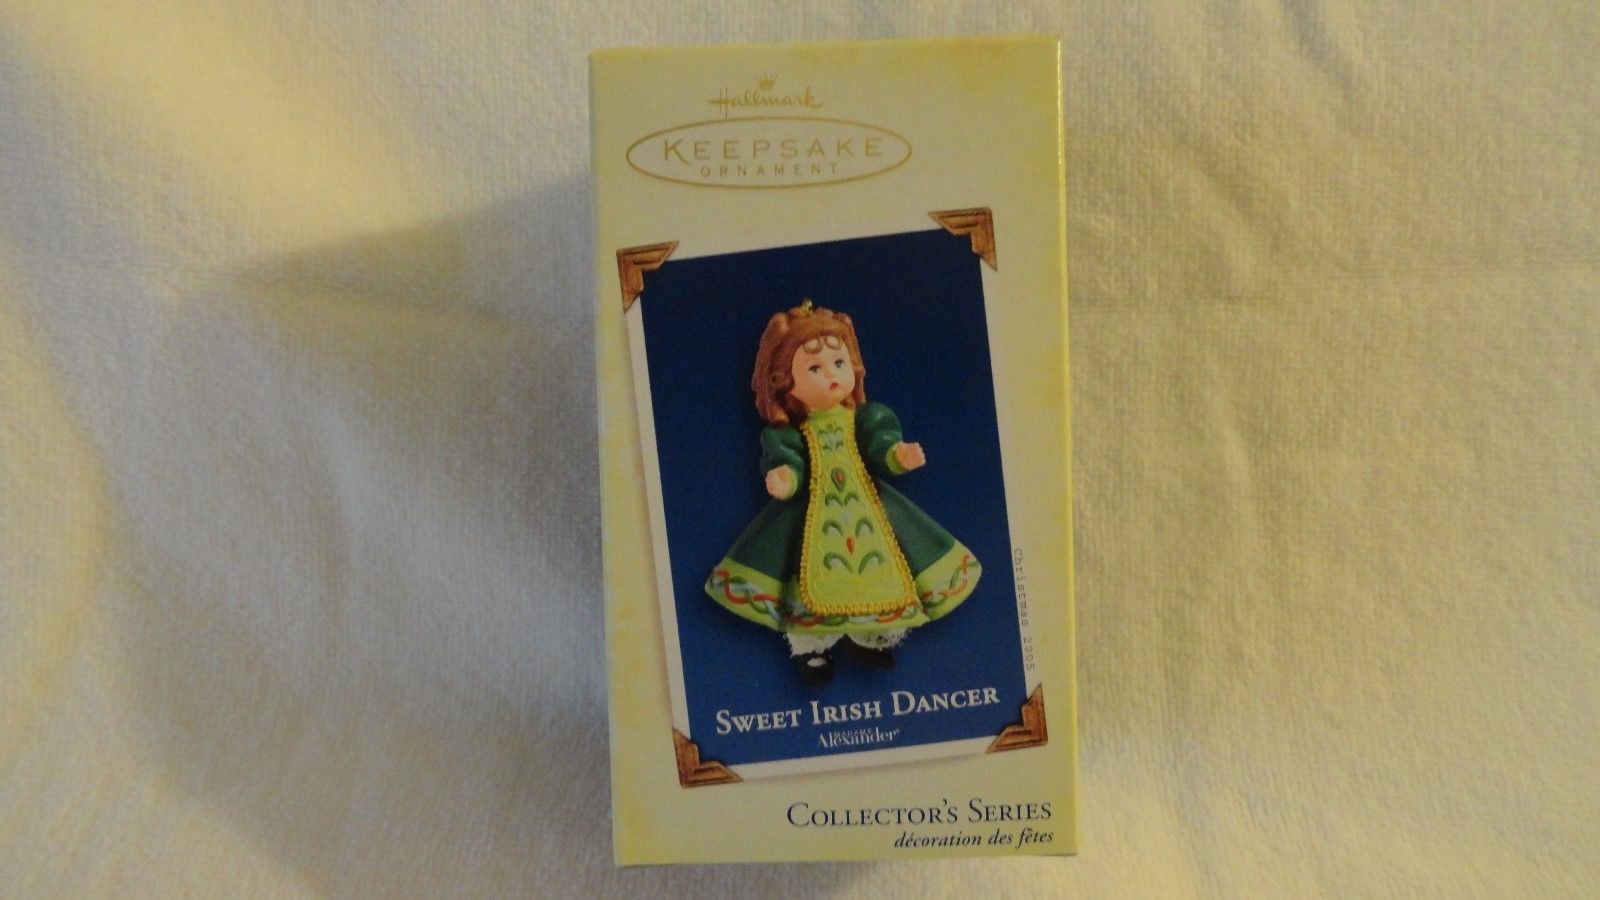 Hallmark
KEEPSAKE
ORNAMENT
Christmas 2005
SWEET IRISH DANCER
MADAME
Alexander®
COLLECTOR'S SERIES
décoration des fêtes